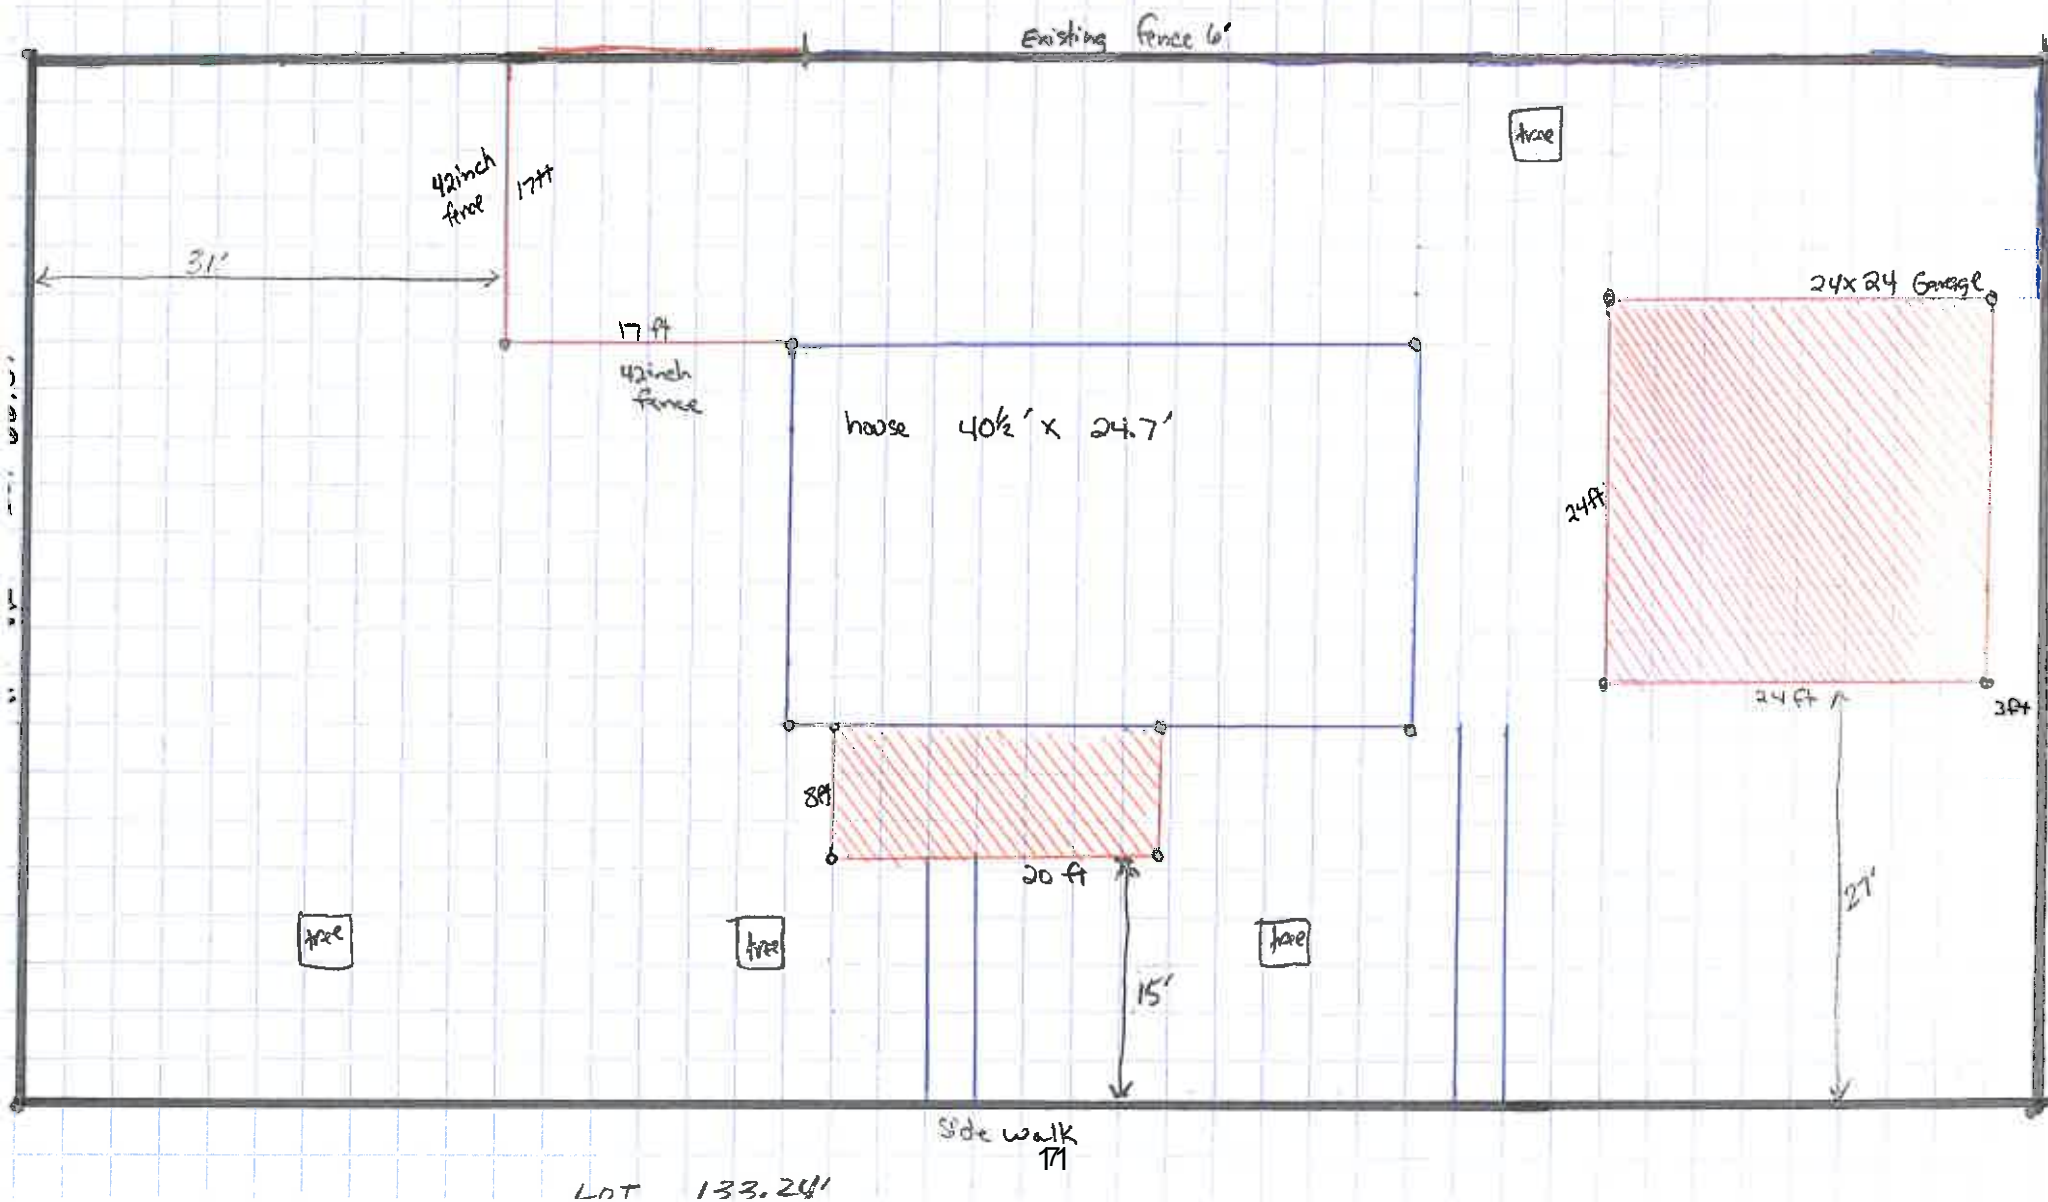 Existing fence 6'
tree
42inch
fence
17ft
31'
24x24 Garage
17 ft
42inch
fence
house 40½' x 24.7'
24ft
24 ft
3ft
8ft
20 ft
27'
tree
tree
tree
15'
Side walk
171
LOT 133.24'